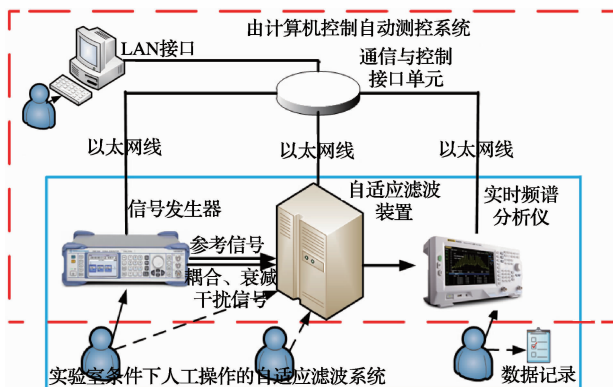 由计算机控制自动测控系统
LAN接口
通信与控制
接口单元
以太网线
以太网线
以太网线
自适应滤波
装置
实时频谱
分析仪
信号发生器
参考信号
耦合、衰减
干扰信号
实验室条件下人工操作的自适应滤波系统
数据记录